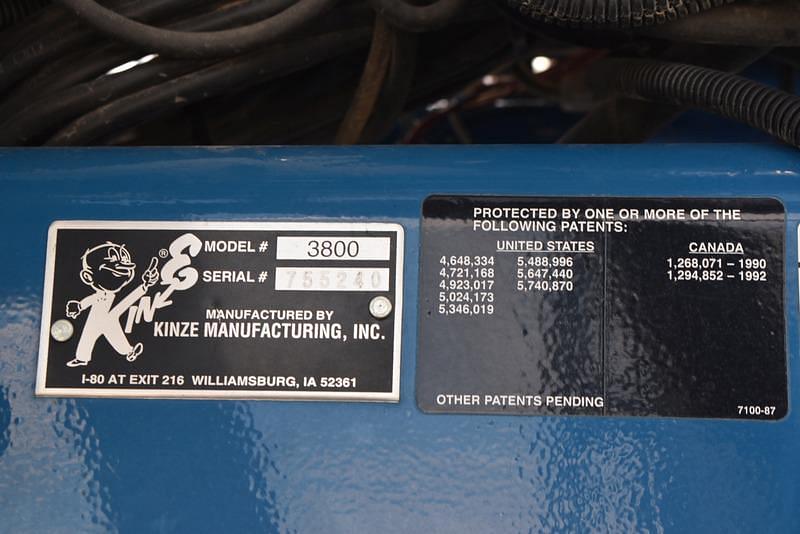 KINZE ®
MODEL # 3800
SERIAL # 755240
MANUFACTURED BY
KINZE MANUFACTURING, INC.
I-80 AT EXIT 216 WILLIAMSBURG, IA 52361
PROTECTED BY ONE OR MORE OF THE
FOLLOWING PATENTS:
UNITED STATES
4,648,334 5,488,996
4,721,168 5,647,440
4,923,017 5,740,870
5,024,173
5,346,019
CANADA
1,268,071 – 1990
1,294,852 – 1992
OTHER PATENTS PENDING
7100-87